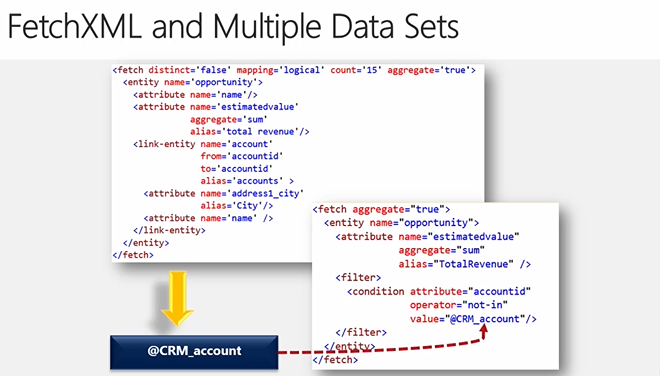 FetchXML and Multiple Data Sets
<fetch distinct='false' mapping='logical' count='15' aggregate='true'>
<entity name='opportunity'>
<attribute name='name'/>
<attribute name='estimatedvalue'
aggregate='sum'
alias='total revenue'/>
<link-entity name='account'
from='accountid'
to='accountid'
alias='accounts' >
<attribute name='address1_city'
alias='City'/>
<attribute name='name' />
</link-entity>
</entity>
</fetch>
<fetch aggregate="true">
<entity name="opportunity">
<attribute name="estimatedvalue"
aggregate="sum"
alias="TotalRevenue" />
<filter>
<condition attribute="accountid"
operator="not-in"
value="@CRM_account"/>
</filter>
</entity>
</fetch>
@CRM_account